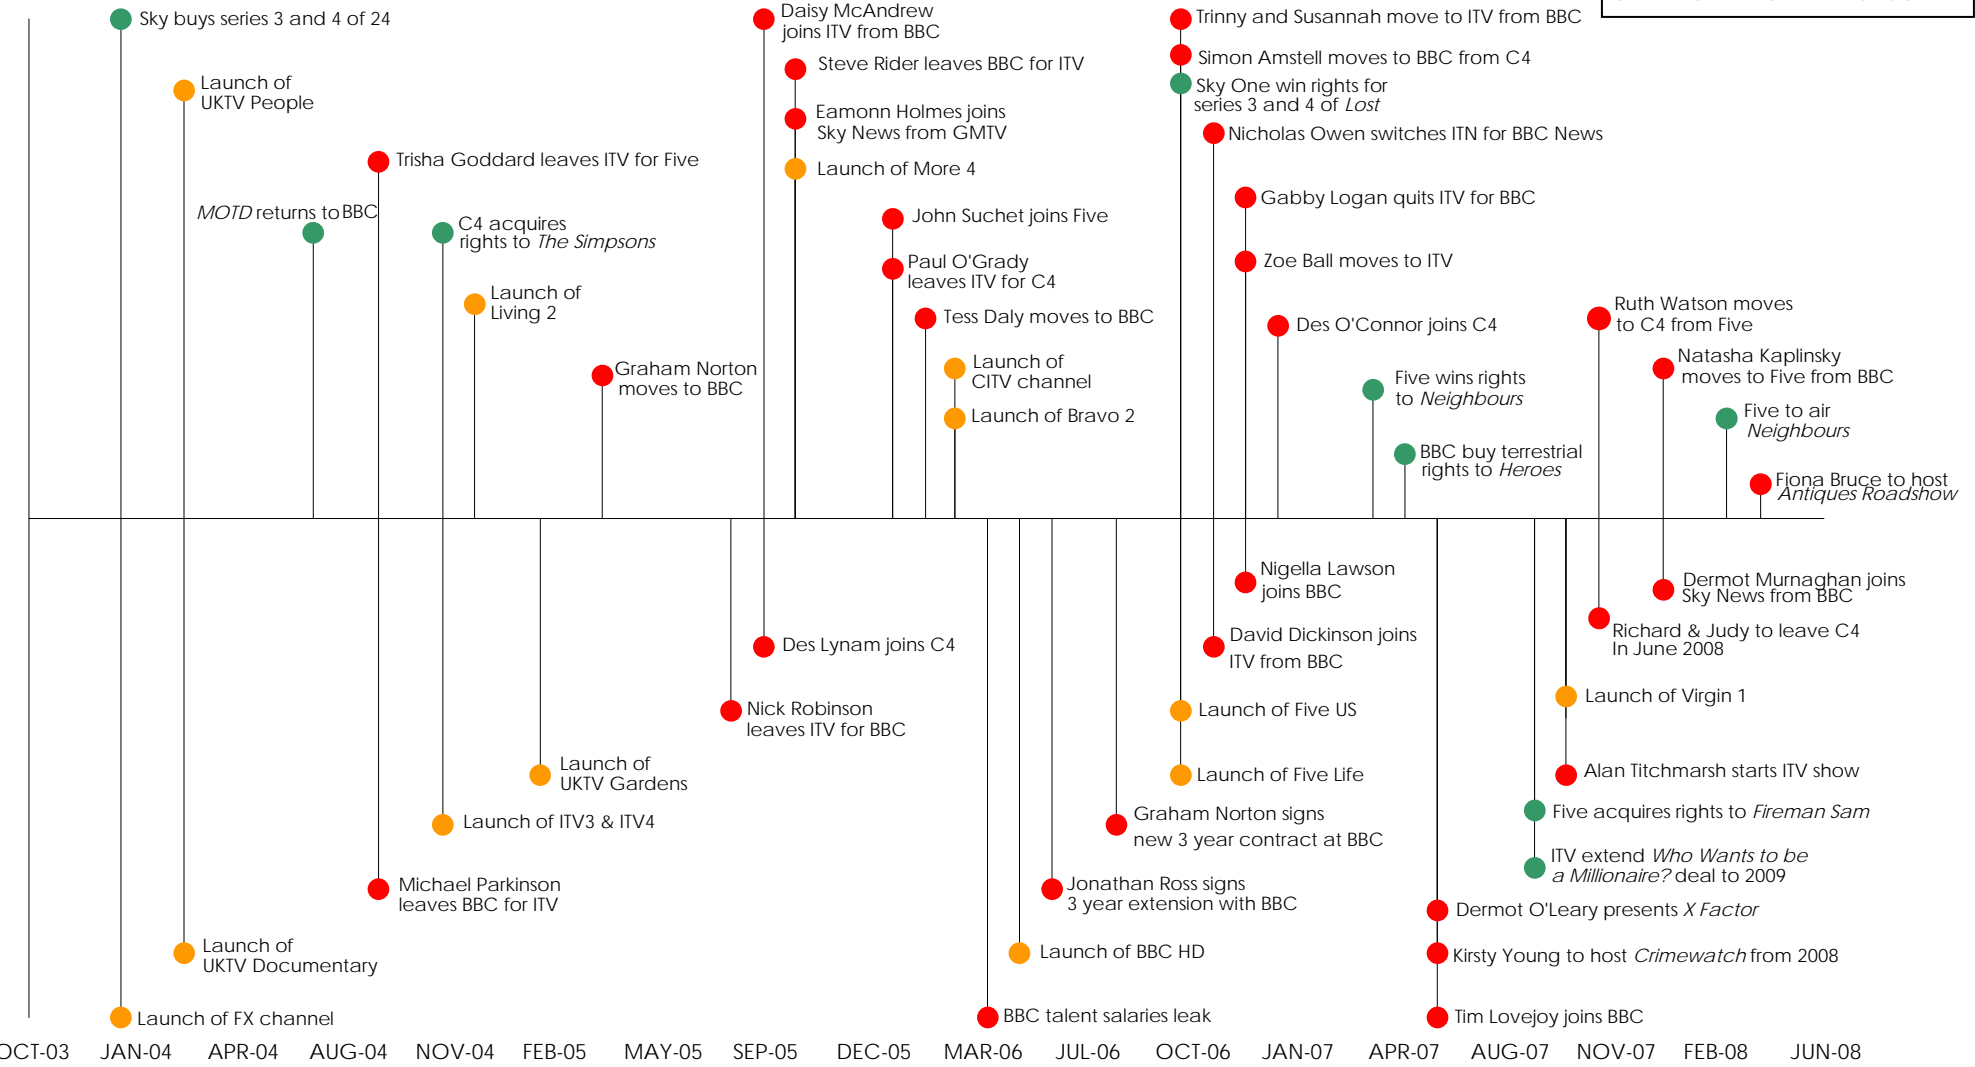 Sky buys series 3 and 4 of 24
Launch of
UKTV People
Trisha Goddard leaves ITV for Five
MOTD returns to BBC
C4 acquires
rights to The Simpsons
Launch of
Living 2
Graham Norton
moves to BBC
Daisy McAndrew
joins ITV from BBC
Steve Rider leaves BBC for ITV
Eamonn Holmes joins
Sky News from GMTV
Launch of More 4
John Suchet joins Five
Paul O'Grady
leaves ITV for C4
Tess Daly moves to BBC
Launch of
CITV channel
Launch of Bravo 2
Trinny and Susannah move to ITV from BBC
Simon Amstell moves to BBC from C4
Sky One win rights for
series 3 and 4 of Lost
Nicholas Owen switches ITN for BBC News
Gabby Logan quits ITV for BBC
Zoe Ball moves to ITV
Des O'Connor joins C4
Five wins rights
to Neighbours
BBC buy terrestrial
rights to Heroes
Ruth Watson moves
to C4 from Five
Natasha Kaplinsky
moves to Five from BBC
Five to air
Neighbours
Fiona Bruce to host
Antiques Roadshow
Nigella Lawson
joins BBC
David Dickinson joins
ITV from BBC
Dermot Murnaghan joins
Sky News from BBC
Richard & Judy to leave C4
In June 2008
Des Lynam joins C4
Nick Robinson
leaves ITV for BBC
Launch of
UKTV Gardens
Launch of ITV3 & ITV4
Michael Parkinson
leaves BBC for ITV
Launch of
UKTV Documentary
Launch of FX channel
Launch of Five US
Launch of Five Life
Graham Norton signs
new 3 year contract at BBC
Jonathan Ross signs
3 year extension with BBC
Launch of BBC HD
BBC talent salaries leak
Launch of Virgin 1
Alan Titchmarsh starts ITV show
Five acquires rights to Fireman Sam
ITV extend Who Wants to be
a Millionaire? deal to 2009
Dermot O'Leary presents X Factor
Kirsty Young to host Crimewatch from 2008
Tim Lovejoy joins BBC
OCT-03 JAN-04 APR-04 AUG-04 NOV-04 FEB-05 MAY-05 SEP-05 DEC-05 MAR-06 JUL-06 OCT-06 JAN-07 APR-07 AUG-07 NOV-07 FEB-08 JUN-08